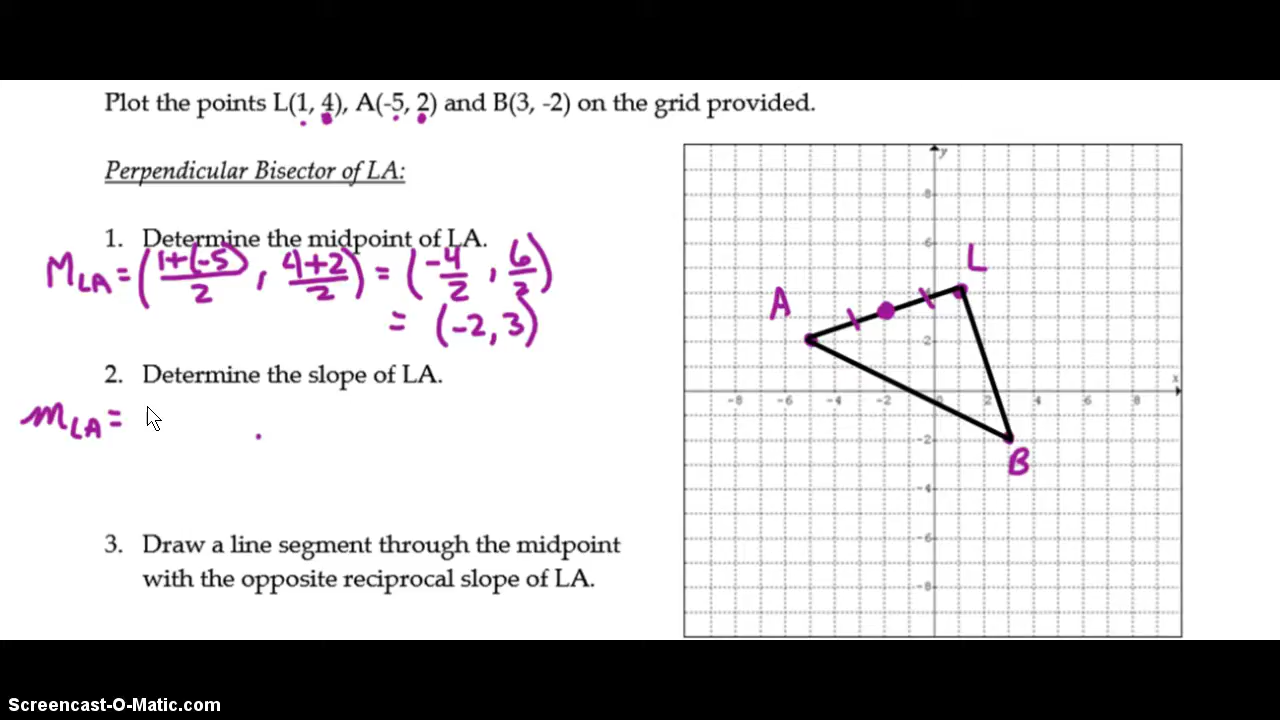 Plot the points L(1, 4), A(-5, 2) and B(3, -2) on the grid provided.
Perpendicular Bisector of LA:
1. Determine the midpoint of LA.
M_LA = (1+(-5)/2, 4+2/2) = (-4/2, 6/2)
= (-2, 3)
2. Determine the slope of LA.
m_LA =
3. Draw a line segment through the midpoint
with the opposite reciprocal slope of LA.
y
8
6
L
A
4
2
x
-8 -6 -4 -2 0 2 4 6 8
-2
B
-4
-6
-8
Screencast-O-Matic.com